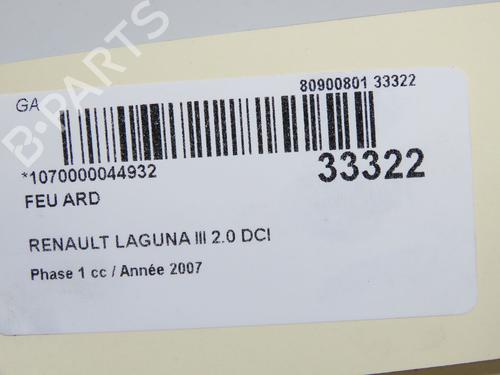 GA
80900801 33322
*1070000044932
33322
FEU ARD
RENAULT LAGUNA III 2.0 DCI
Phase 1 cc / Année 2007
B-PARTS